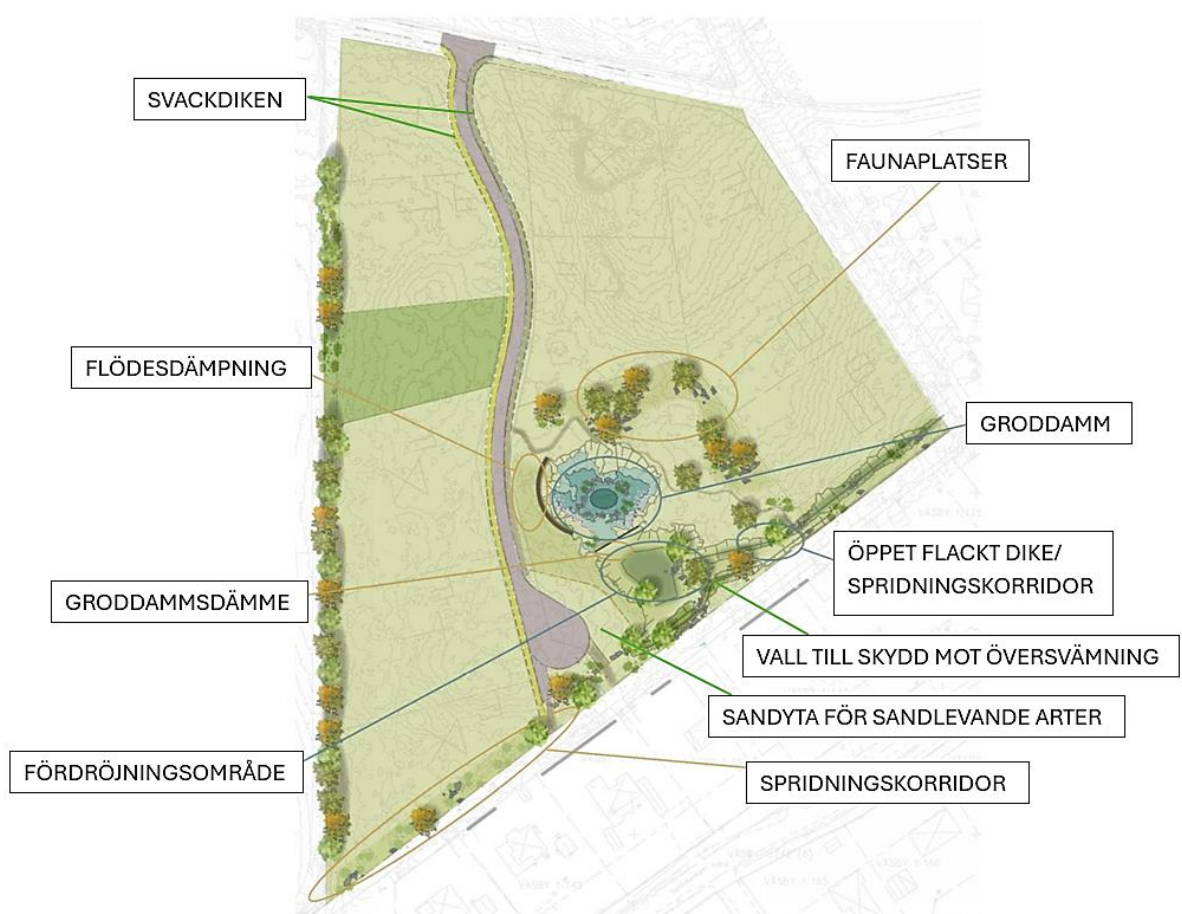 SVACKDIKEN
FAUNAPLATSER
FLÖDESDÄMPNING
GRODDAMM
ÖPPET FLACKT DIKE/
SPRIDNINGSKORRIDOR
GRODDAMMSDÄMME
VALL TILL SKYDD MOT ÖVERSVÄMNING
SANDYTA FÖR SANDLEVANDE ARTER
FÖRDRÖJNINGSOMRÅDE
SPRIDNINGSKORRIDOR